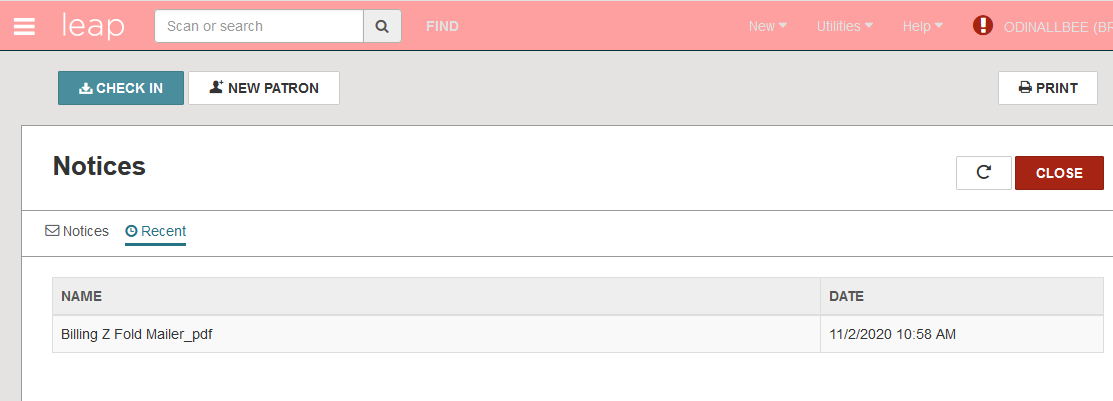 leap Scan or search FIND New Utilities Help ODINALLBEE (BR
CHECK IN NEW PATRON PRINT
Notices
CLOSE
Notices Recent
NAME DATE
Billing Z Fold Mailer_pdf 11/2/2020 10:58 AM